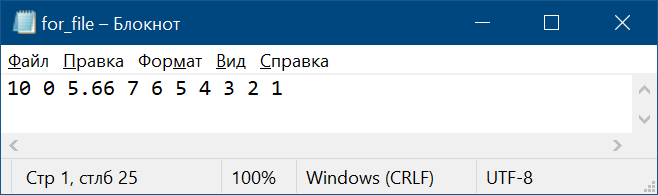 for_file – Блокнот
Файл Правка Формат Вид Справка
10 0 5.66 7 6 5 4 3 2 1
Стр 1, стлб 25 100% Windows (CRLF) UTF-8